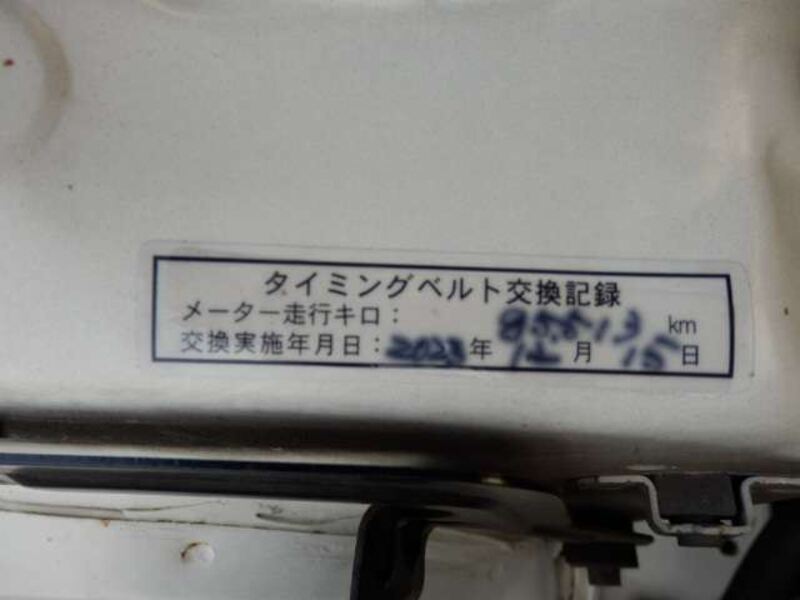 タイミングベルト交換記録
メーター走行キロ: km
交換実施年月日: 2023年 12月 15日